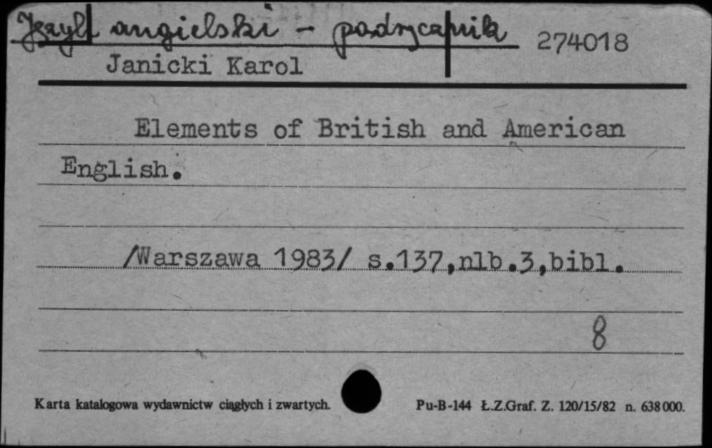 Język angielski - podręcznik 274018
Janicki Karol
Elements of British and American
English.
/Warszawa 1983/ s.137,nlb.3,bibl.
8
Karta katalogowa wydawnictw ciągłych i zwartych. Pu-B-144 Ł.Z.Graf. Z. 120/15/82 n. 638000.